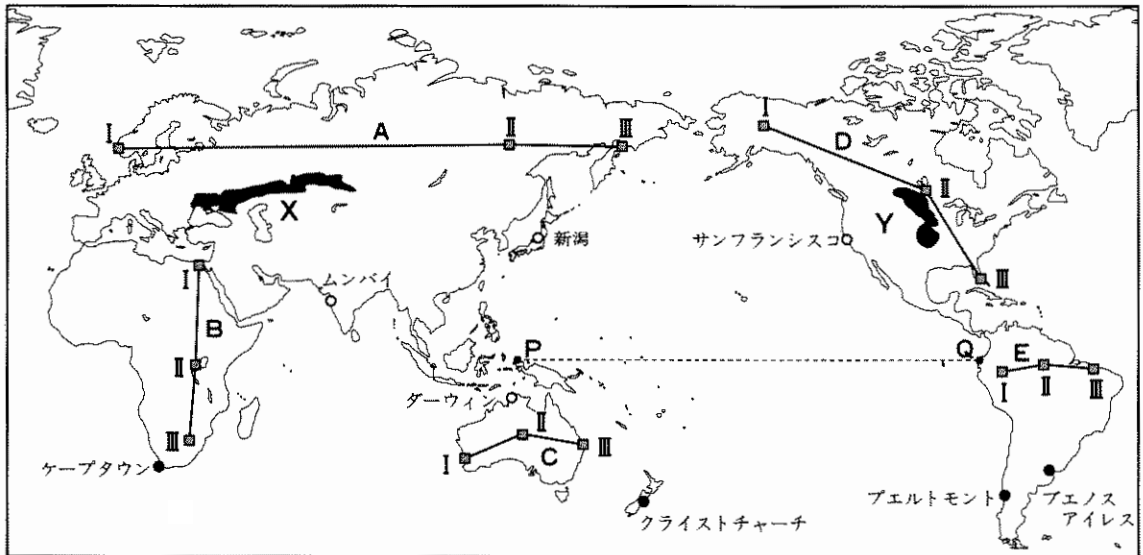 I
A
II
III
I
D
II
III
X
Y
新潟
サンフランシスコ
ムンバイ
I
B
II
III
P
Q
ダーウィン
II
C
I
III
E
I
II
III
ケープタウン
クライストチャーチ
プエルトモント
ブエノス
アイレス